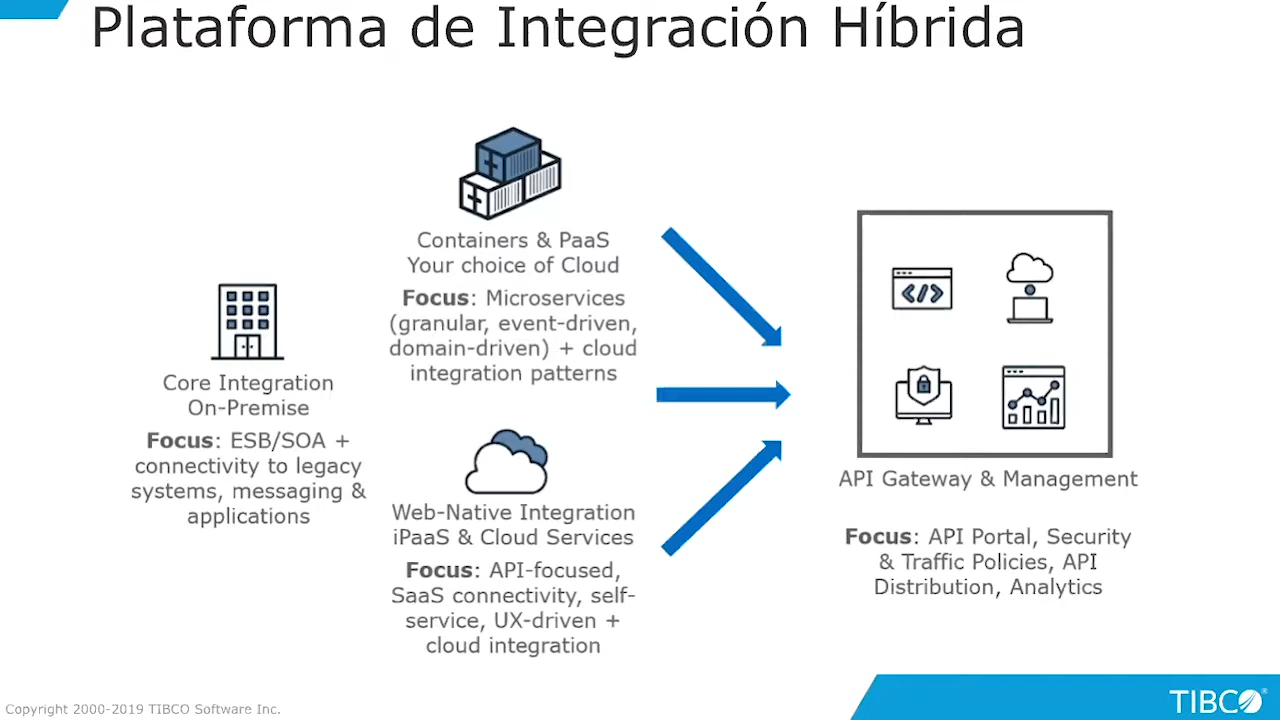 Plataforma de Integración Híbrida
Containers & PaaS
Your choice of Cloud
Focus: Microservices
(granular, event-driven,
domain-driven) + cloud
integration patterns
Core Integration
On-Premise
Focus: ESB/SOA +
connectivity to legacy
systems, messaging &
applications
Web-Native Integration
iPaaS & Cloud Services
Focus: API-focused,
SaaS connectivity, self-
service, UX-driven +
cloud integration
</>
API Gateway & Management
Focus: API Portal, Security
& Traffic Policies, API
Distribution, Analytics
Copyright 2000-2019 TIBCO Software Inc.
TIBCO®